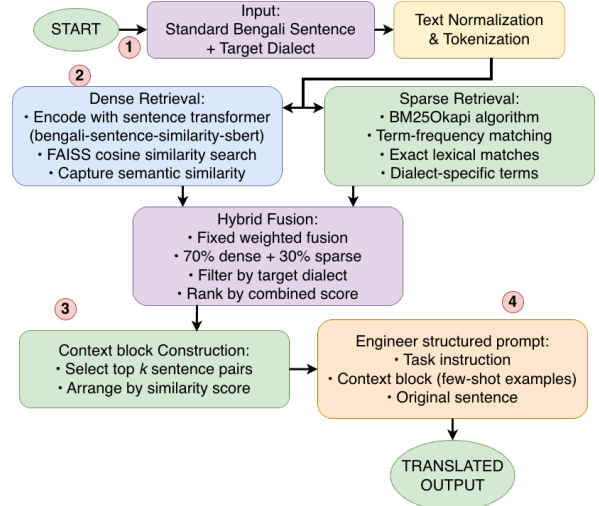 START
1
Input:
Standard Bengali Sentence
+ Target Dialect
Text Normalization
& Tokenization
2
Dense Retrieval:
• Encode with sentence transformer
(bengali-sentence-similarity-sbert)
• FAISS cosine similarity search
• Capture semantic similarity
Sparse Retrieval:
• BM25Okapi algorithm
• Term-frequency matching
• Exact lexical matches
• Dialect-specific terms
Hybrid Fusion:
• Fixed weighted fusion
• 70% dense + 30% sparse
• Filter by target dialect
• Rank by combined score
3
Context block Construction:
• Select top k sentence pairs
• Arrange by similarity score
4
Engineer structured prompt:
• Task instruction
• Context block (few-shot examples)
• Original sentence
TRANSLATED
OUTPUT